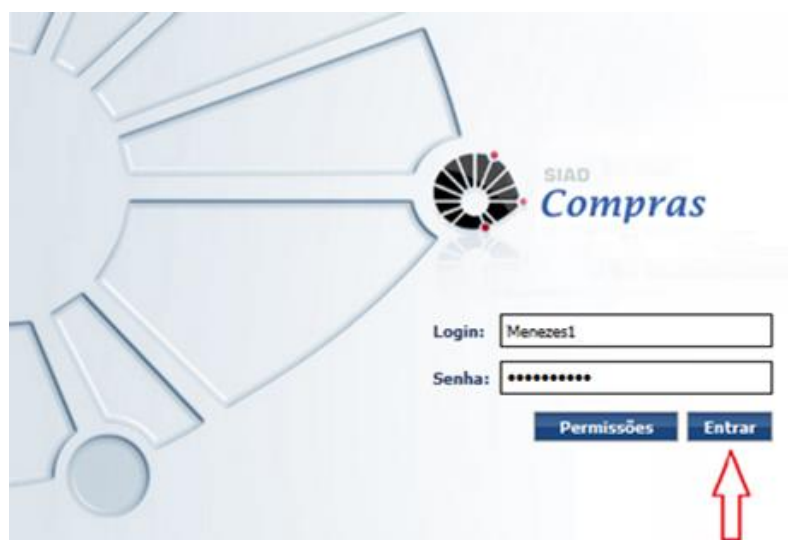 SIAD
Compras
Login: Menezes1
Senha: ••••••••••
Permissões Entrar